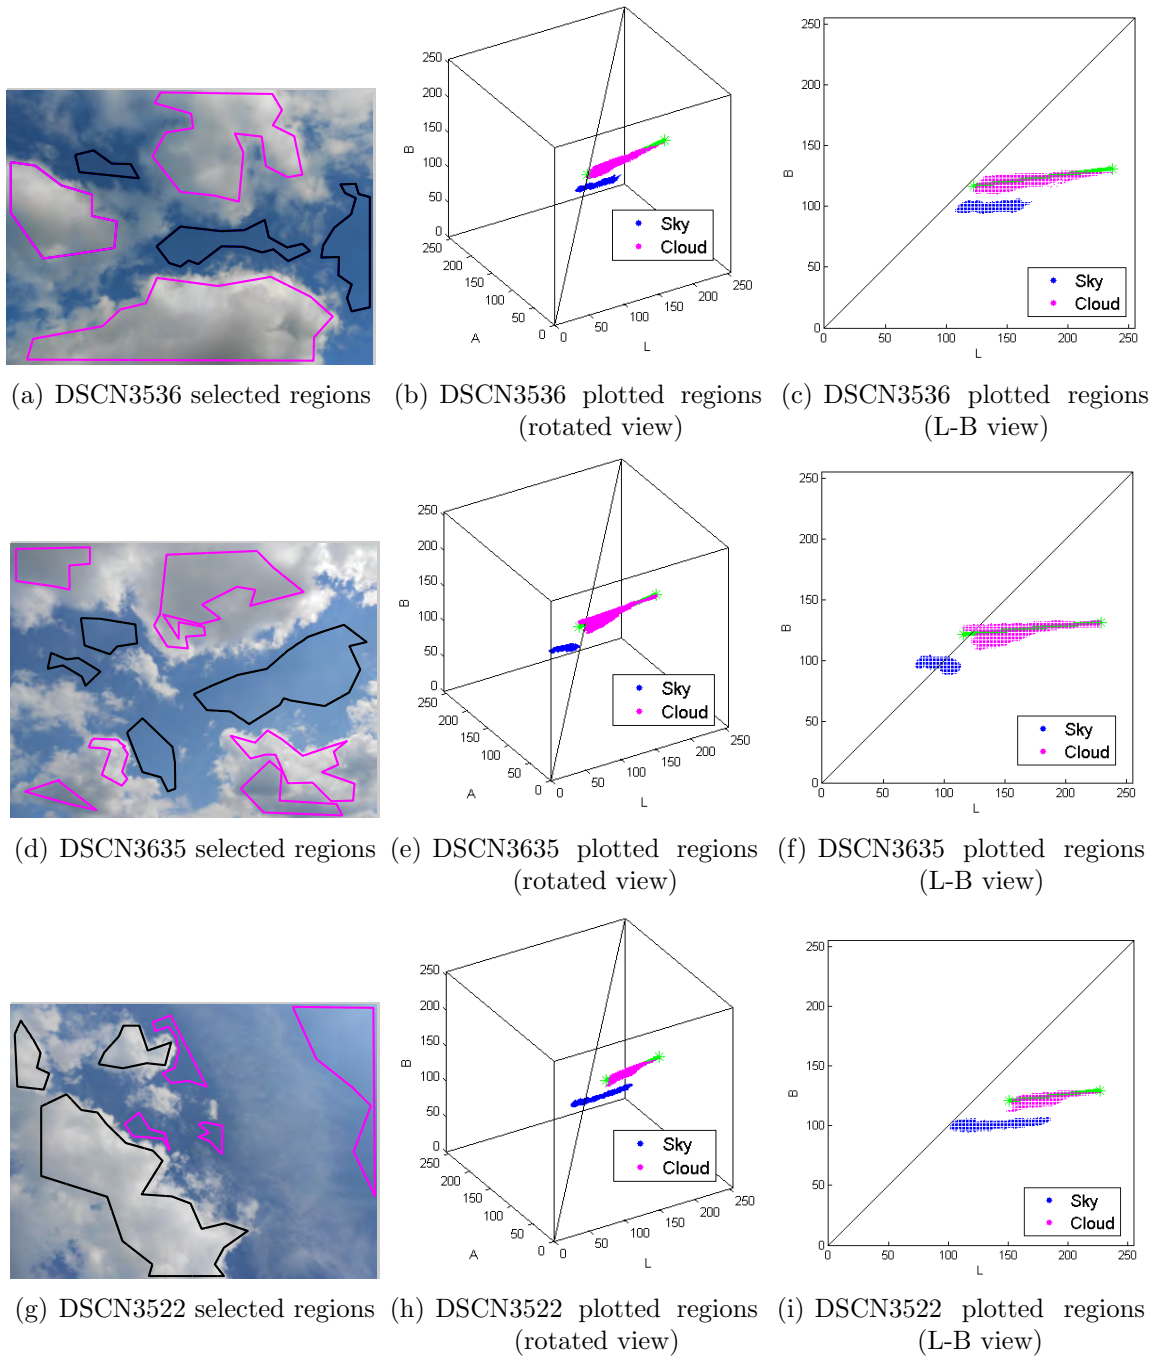 250
200
150
100
50
0
B
250
200
150
100
50
0
A
0
50
100
150
200
250
L
Sky
Cloud
250
200
150
100
50
0
B
0
50
100
150
200
250
L
Sky
Cloud
(a) DSCN3536 selected regions
(b) DSCN3536 plotted regions
(rotated view)
(c) DSCN3536 plotted regions
(L-B view)
250
200
150
100
50
0
B
250
200
150
100
50
0
A
0
50
100
150
200
250
L
Sky
Cloud
250
200
150
100
50
0
B
0
50
100
150
200
250
L
Sky
Cloud
(d) DSCN3635 selected regions
(e) DSCN3635 plotted regions
(rotated view)
(f) DSCN3635 plotted regions
(L-B view)
250
200
150
100
50
0
B
250
200
150
100
50
0
A
0
50
100
150
200
250
L
Sky
Cloud
250
200
150
100
50
0
B
0
50
100
150
200
250
L
Sky
Cloud
(g) DSCN3522 selected regions
(h) DSCN3522 plotted regions
(rotated view)
(i) DSCN3522 plotted regions
(L-B view)